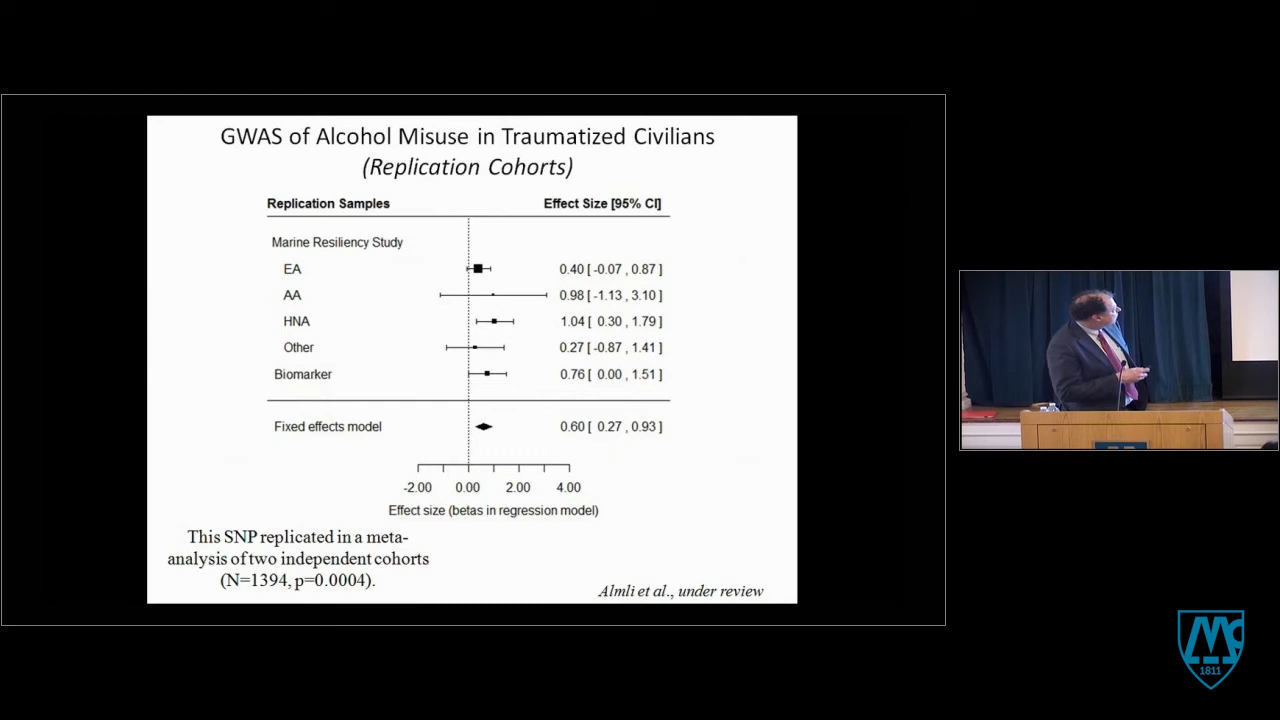 GWAS of Alcohol Misuse in Traumatized Civilians
(Replication Cohorts)
Replication Samples Effect Size [95% CI]
Marine Resiliency Study
EA 0.40 [ -0.07 , 0.87 ]
AA 0.98 [ -1.13 , 3.10 ]
HNA 1.04 [ 0.30 , 1.79 ]
Other 0.27 [ -0.87 , 1.41 ]
Biomarker 0.76 [ 0.00 , 1.51 ]
Fixed effects model 0.60 [ 0.27 , 0.93 ]
-2.00 0.00 2.00 4.00
Effect size (betas in regression model)
This SNP replicated in a meta-
analysis of two independent cohorts
(N=1394, p=0.0004).
Almli et al., under review
1811